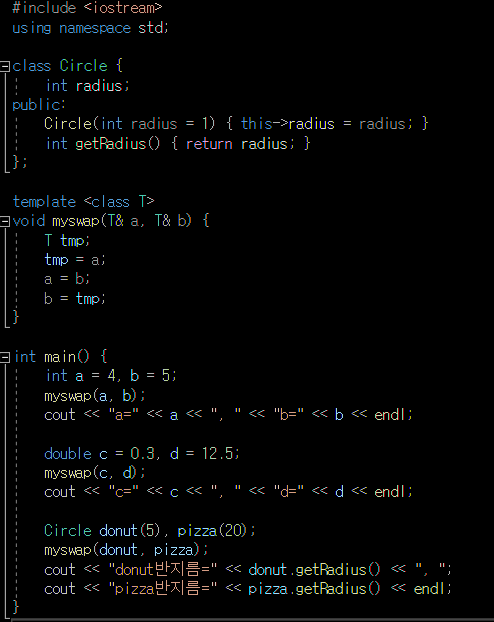 #include <iostream>
using namespace std;
class Circle {
int radius;
public:
Circle(int radius = 1) { this->radius = radius; }
int getRadius() { return radius; }
};
template <class T>
void myswap(T& a, T& b) {
T tmp;
tmp = a;
a = b;
b = tmp;
}
int main() {
int a = 4, b = 5;
myswap(a, b);
cout << "a=" << a << ", " << "b=" << b << endl;
double c = 0.3, d = 12.5;
myswap(c, d);
cout << "c=" << c << ", " << "d=" << d << endl;
Circle donut(5), pizza(20);
myswap(donut, pizza);
cout << "donut반지름=" << donut.getRadius() << ", ";
cout << "pizza반지름=" << pizza.getRadius() << endl;
}